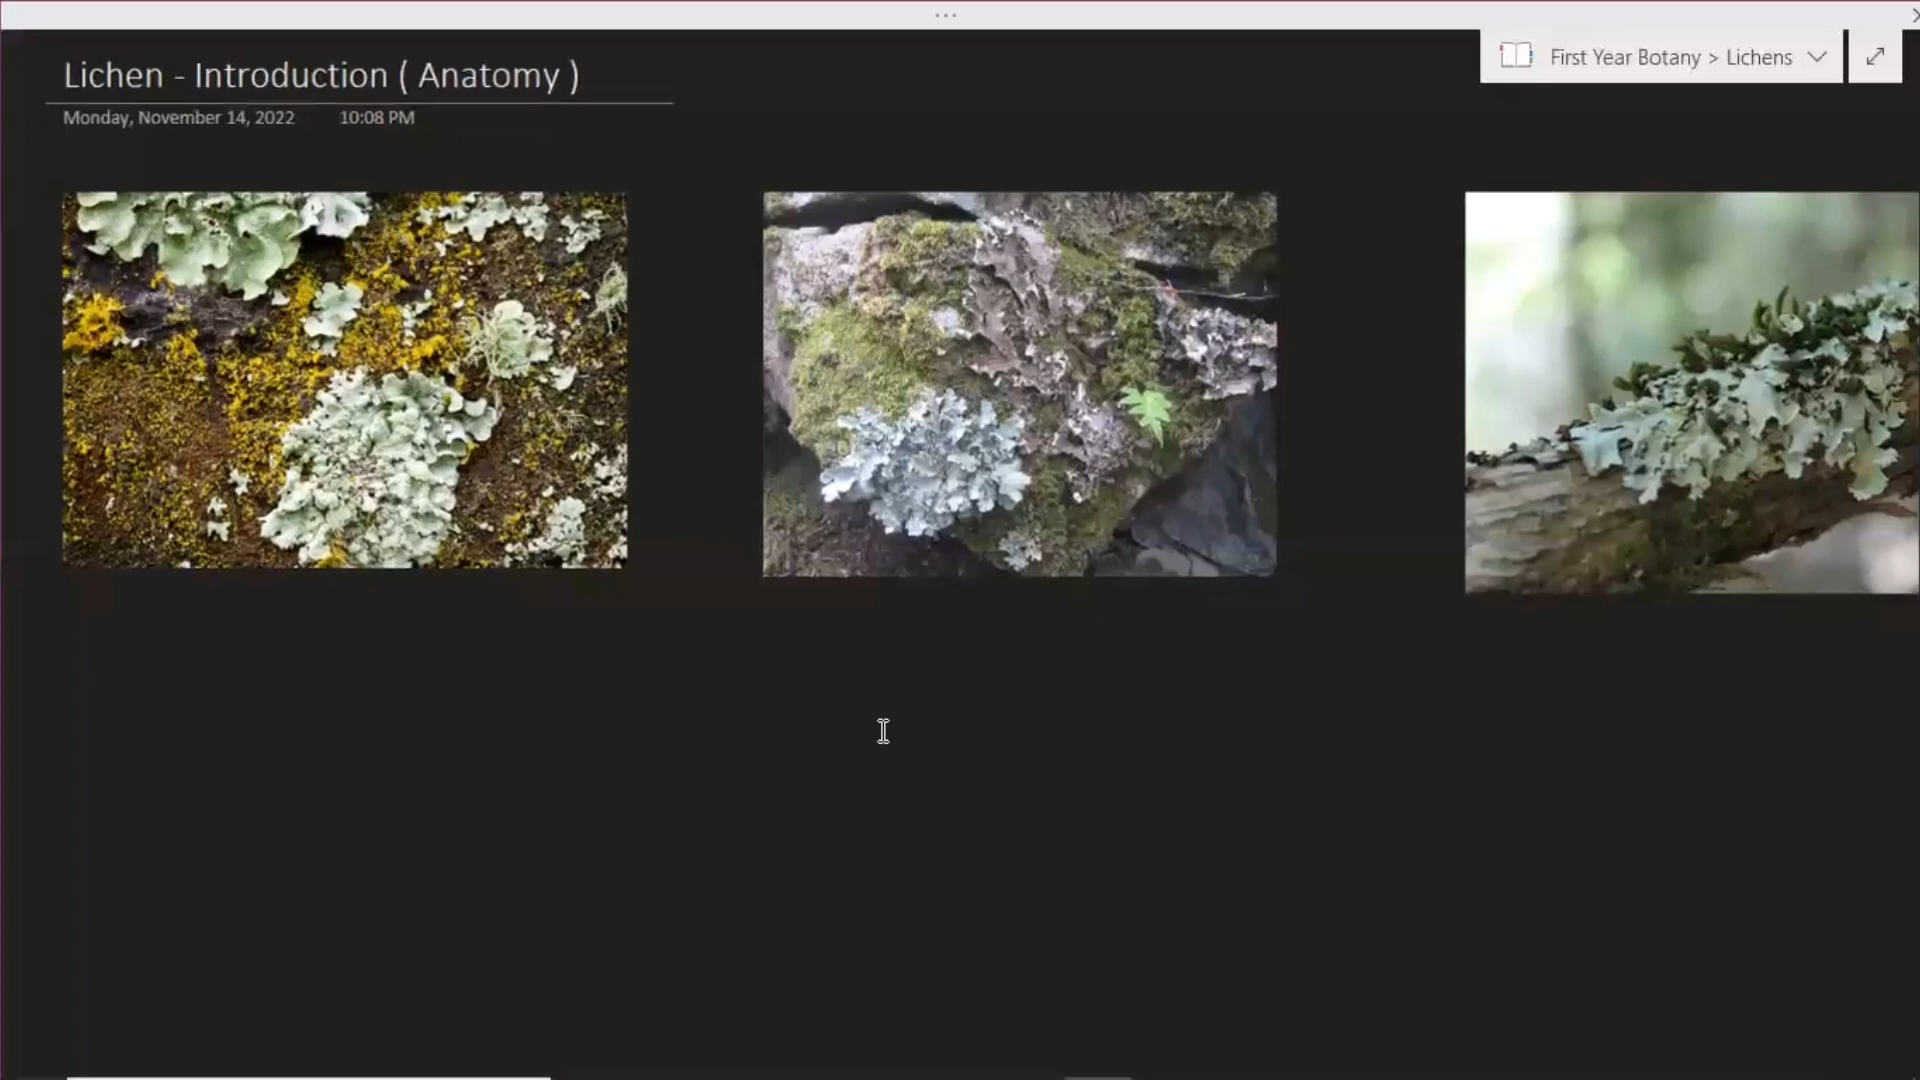 First Year Botany > Lichens
Lichen - Introduction ( Anatomy )
Monday, November 14, 2022 10:08 PM